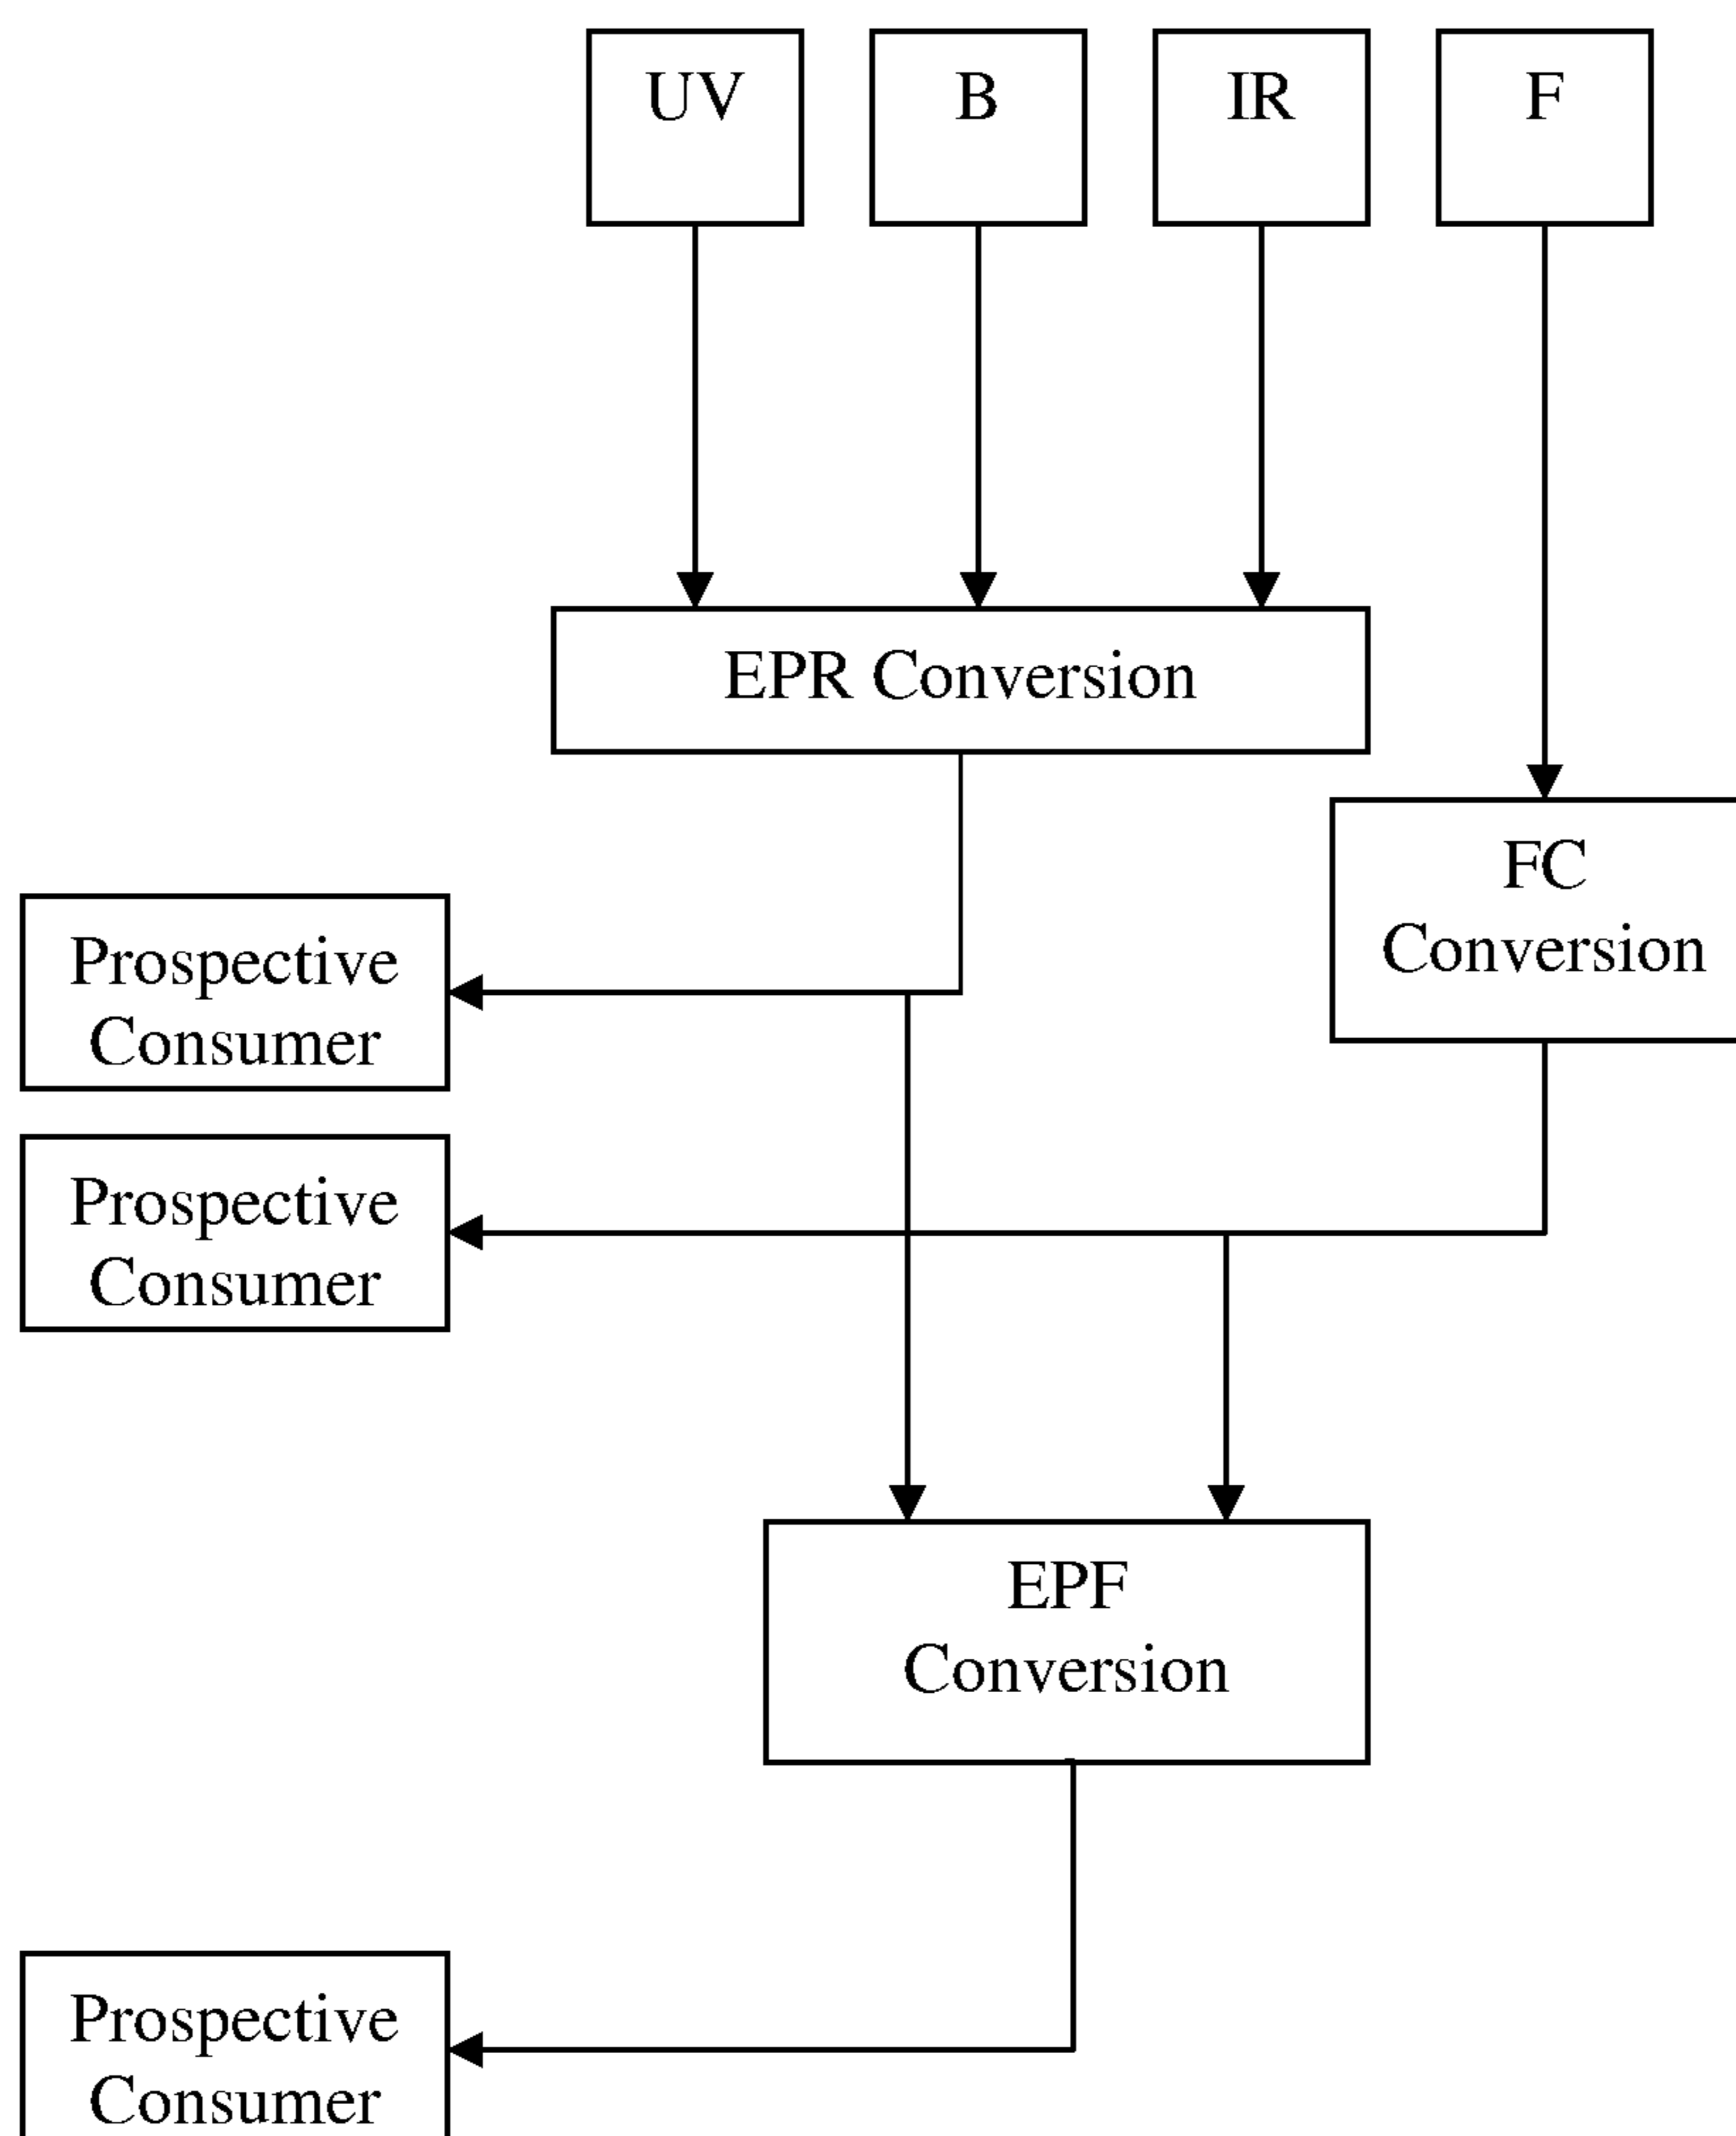 UV
B
IR
F
EPR Conversion
FC
Conversion
Prospective
Consumer
Prospective
Consumer
EPF
Conversion
Prospective
Consumer